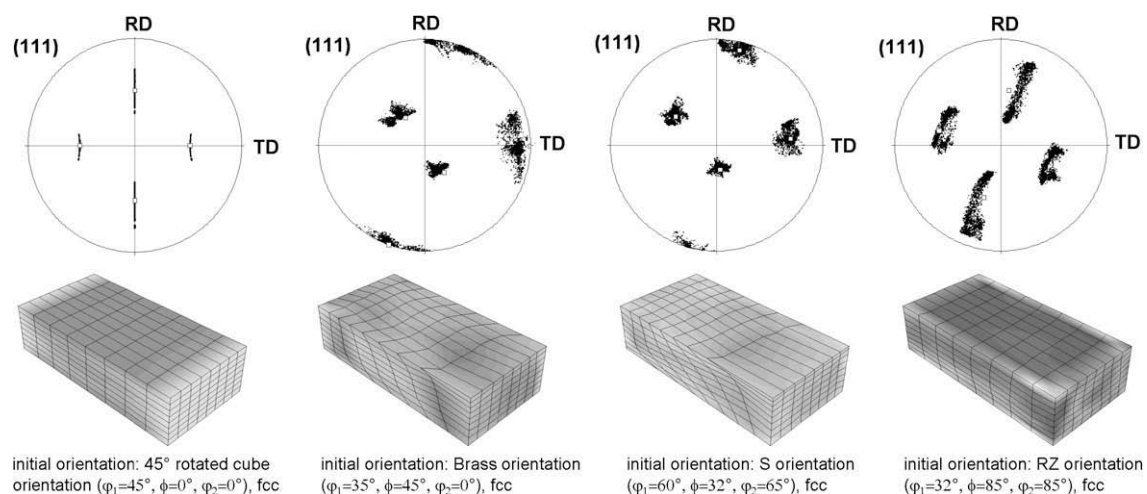 RD
(111)
TD
RD
(111)
TD
RD
(111)
TD
RD
(111)
TD
initial orientation: 45° rotated cube
orientation (φ₁=45°, ϕ=0°, φ₂=0°), fcc
initial orientation: Brass orientation
(φ₁=35°, ϕ=45°, φ₂=0°), fcc
initial orientation: S orientation
(φ₁=60°, ϕ=32°, φ₂=65°), fcc
initial orientation: RZ orientation
(φ₁=32°, ϕ=85°, φ₂=85°), fcc